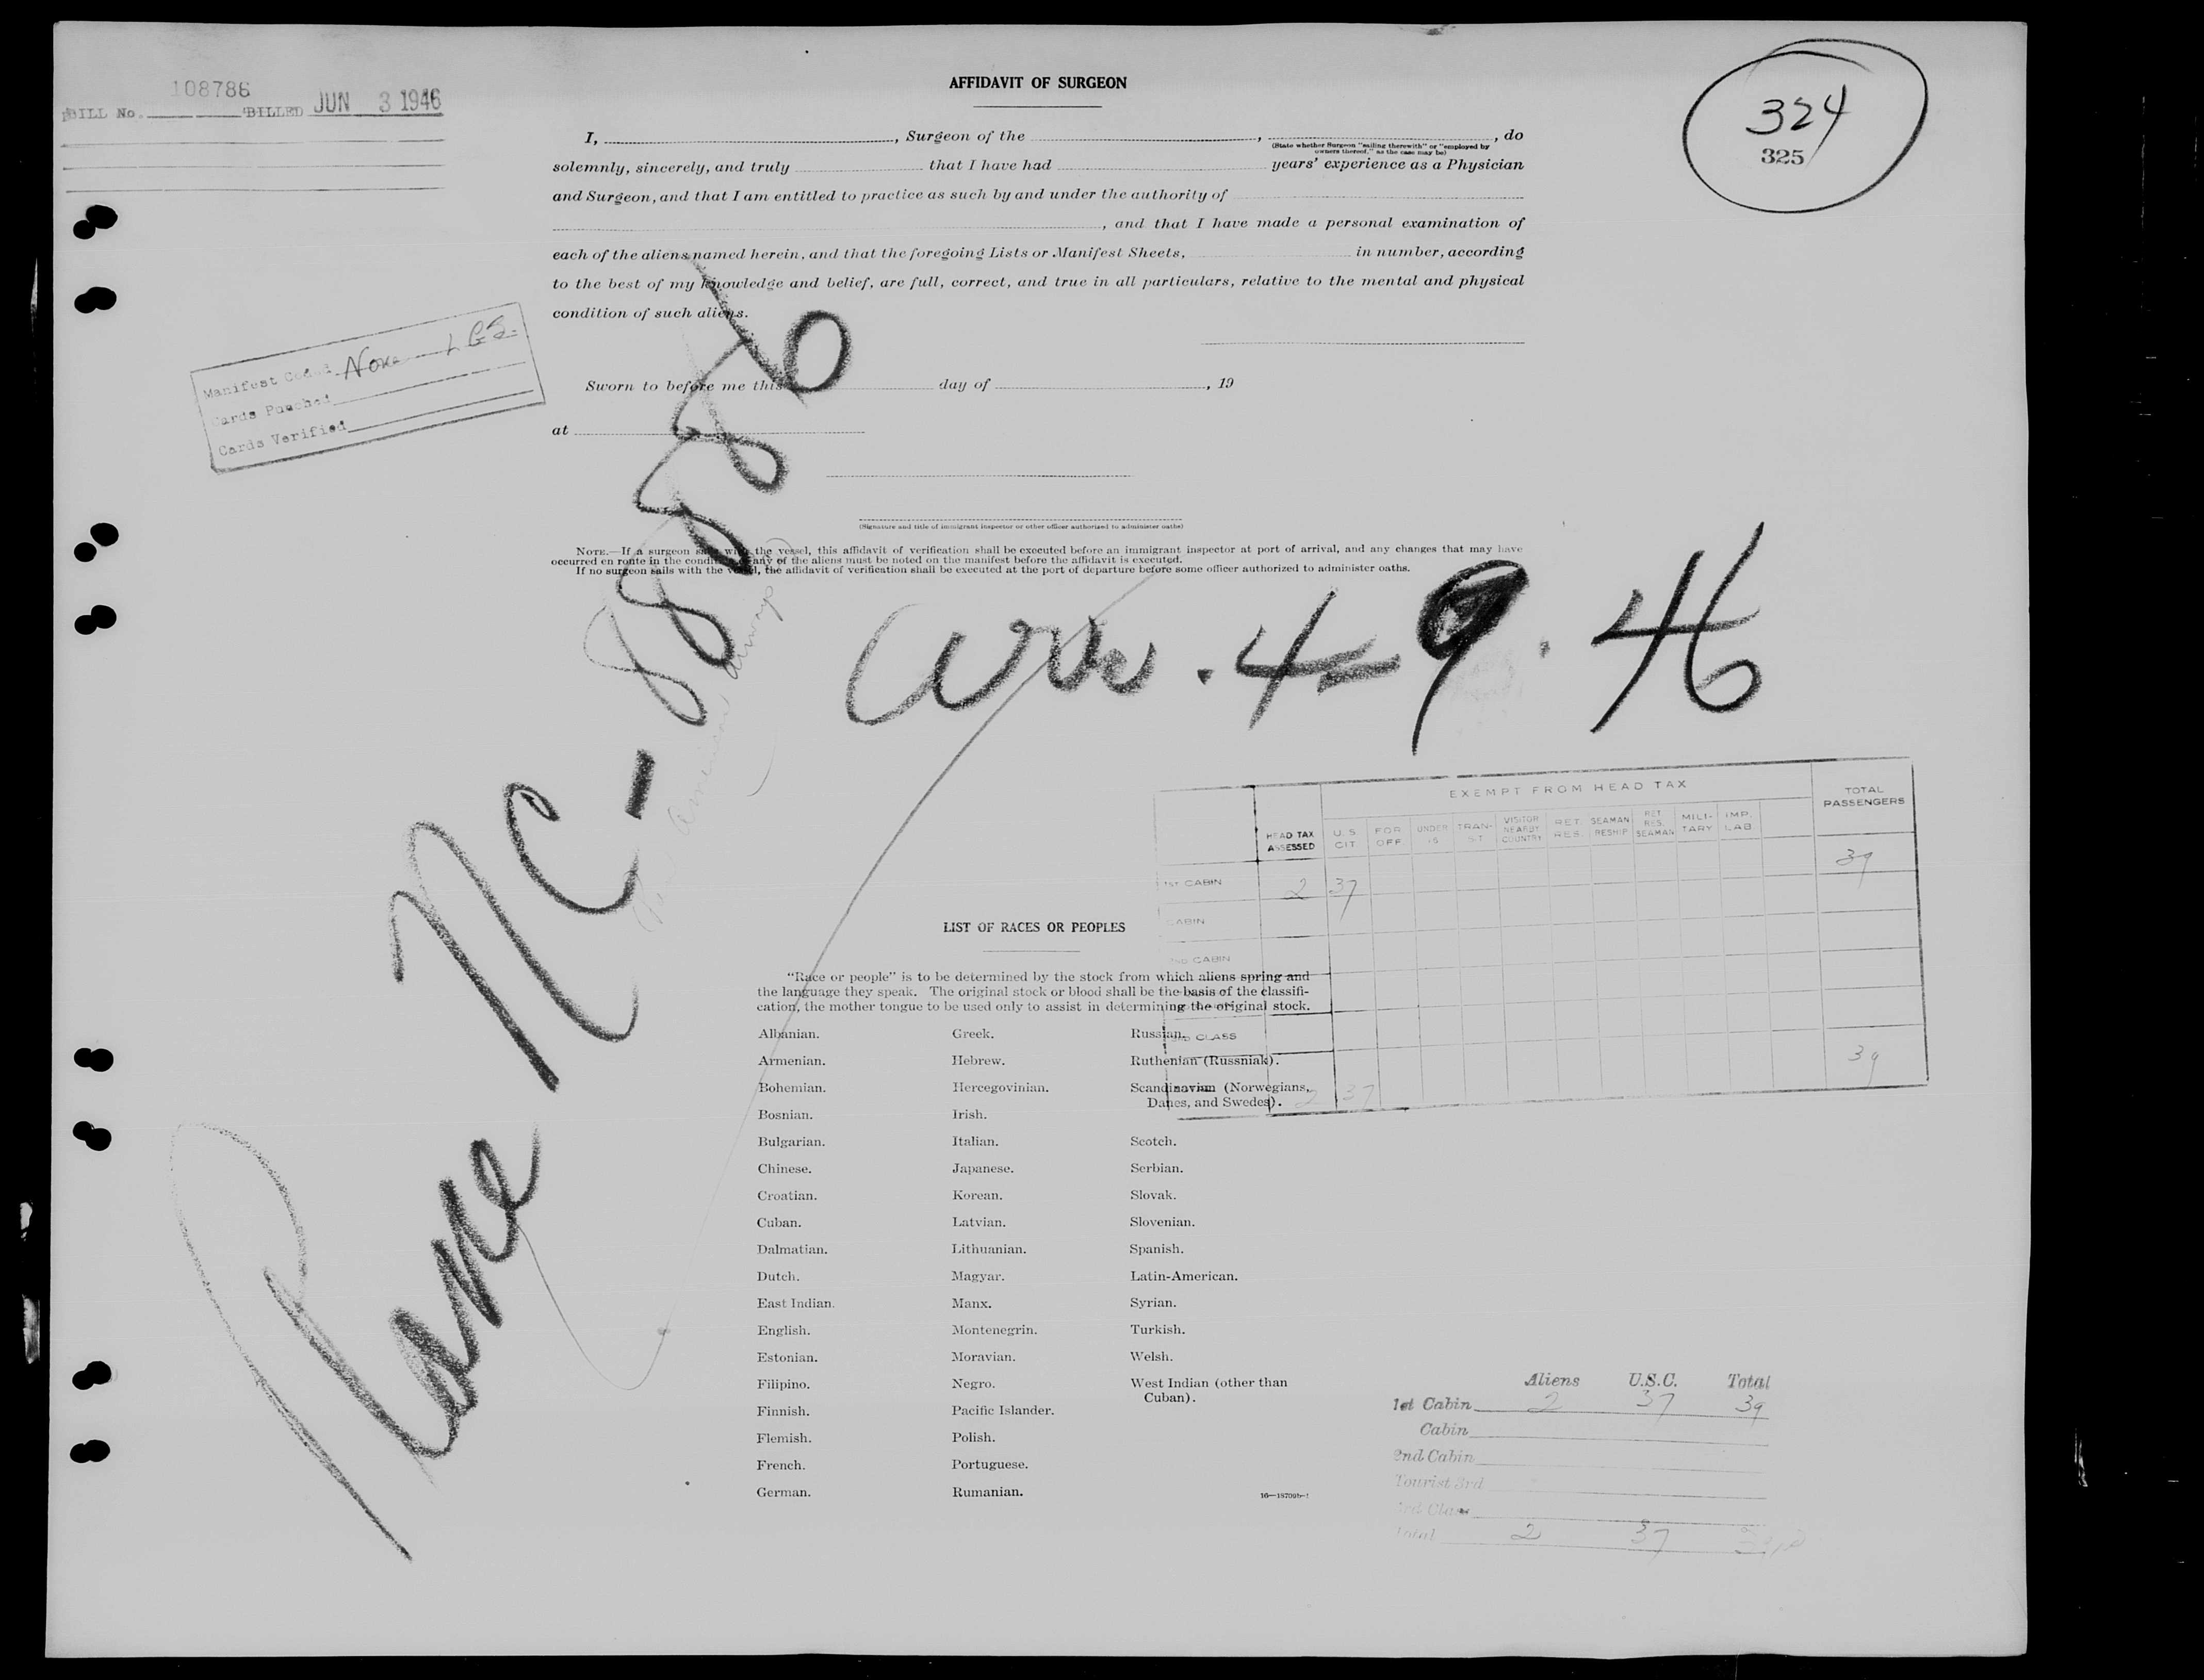 108786
BILL No. BILLED JUN 3 1946
324
325
AFFIDAVIT OF SURGEON
I, , Surgeon of the , , do
(State whether Surgeon "sailing therewith" or "employed by
owners thereof," as the case may be)
solemnly, sincerely, and truly that I have had years' experience as a Physician
and Surgeon, and that I am entitled to practice as such by and under the authority of
, and that I have made a personal examination of
each of the aliens named herein, and that the foregoing Lists or Manifest Sheets, in number, according
to the best of my knowledge and belief, are full, correct, and true in all particulars, relative to the mental and physical
condition of such aliens.
Manifest Coded None
Cards Punched
Cards Verified
Sworn to before me this day of , 19
at
(Signature and title of immigrant inspector or other officer authorized to administer oaths)
NOTE.—If a surgeon sails with the vessel, this affidavit of verification shall be executed before an immigrant inspector at port of arrival, and any changes that may have
occurred en route in the condition of any of the aliens must be noted on the manifest before the affidavit is executed.
If no surgeon sails with the vessel, the affidavit of verification shall be executed at the port of departure before some officer authorized to administer oaths.
Plane NC-88886
Arr. 4-9.46
EXEMPT FROM HEAD TAX
TOTAL PASSENGERS
HEAD TAX ASSESSED
U.S. CIT
FOR OFF
UNDER 16
TRANSIT
VISITOR NEARBY COUNTRY
RET. RES.
SEAMAN RESHIP
RET. RES. SEAMAN
MILITARY
IMP. LAB
1ST CABIN 2 37 39
CABIN
2ND CABIN
3RD CLASS
2 37 39
LIST OF RACES OR PEOPLES
"Race or people" is to be determined by the stock from which aliens spring and
the language they speak. The original stock or blood shall be the basis of the classifi-
cation, the mother tongue to be used only to assist in determining the original stock.
Albanian.
Armenian.
Bohemian.
Bosnian.
Bulgarian.
Chinese.
Croatian.
Cuban.
Dalmatian.
Dutch.
East Indian.
English.
Estonian.
Filipino.
Finnish.
Flemish.
French.
German.
Greek.
Hebrew.
Hercegovinian.
Irish.
Italian.
Japanese.
Korean.
Latvian.
Lithuanian.
Magyar.
Manx.
Montenegrin.
Moravian.
Negro.
Pacific Islander.
Polish.
Portuguese.
Rumanian.
Russian.
Ruthenian (Russniak).
Scandinavian (Norwegians,
Danes, and Swedes).
Scotch.
Serbian.
Slovak.
Slovenian.
Spanish.
Latin-American.
Syrian.
Turkish.
Welsh.
West Indian (other than
Cuban).
16—18709b-1
Aliens U.S.C. Total
1st Cabin 2 37 39
Cabin
2nd Cabin
Tourist 3rd
3rd Class
Total 2 37